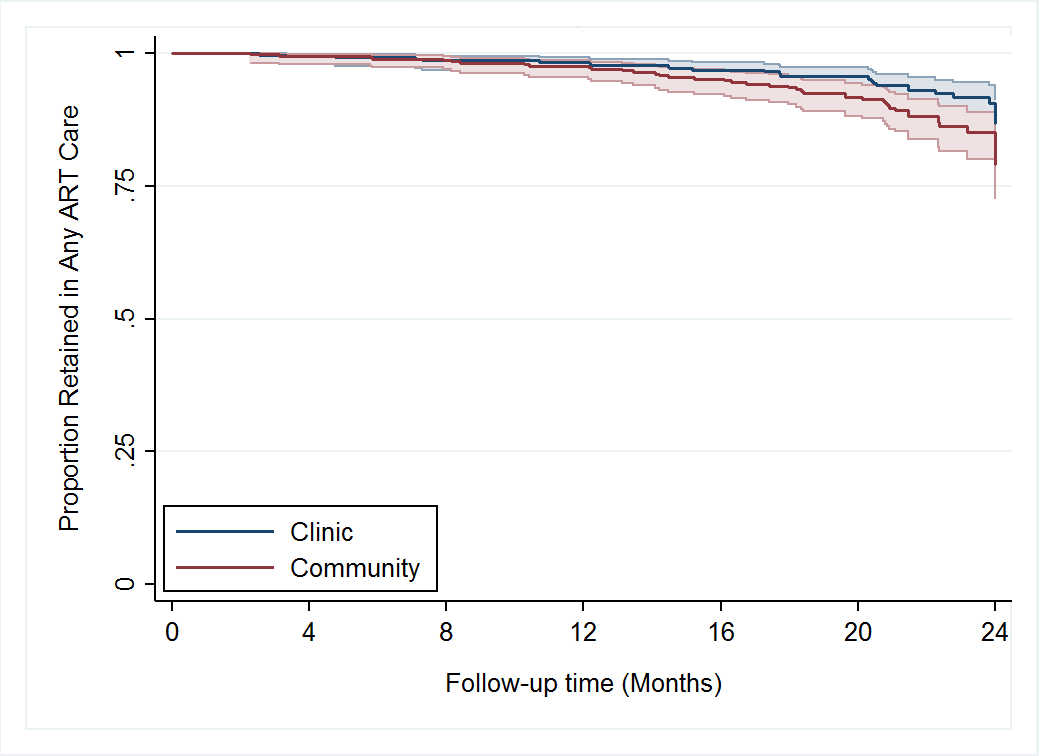 Proportion Retained in Any ART Care
1
.75
.5
.25
0
Clinic
Community
0 4 8 12 16 20 24
Follow-up time (Months)